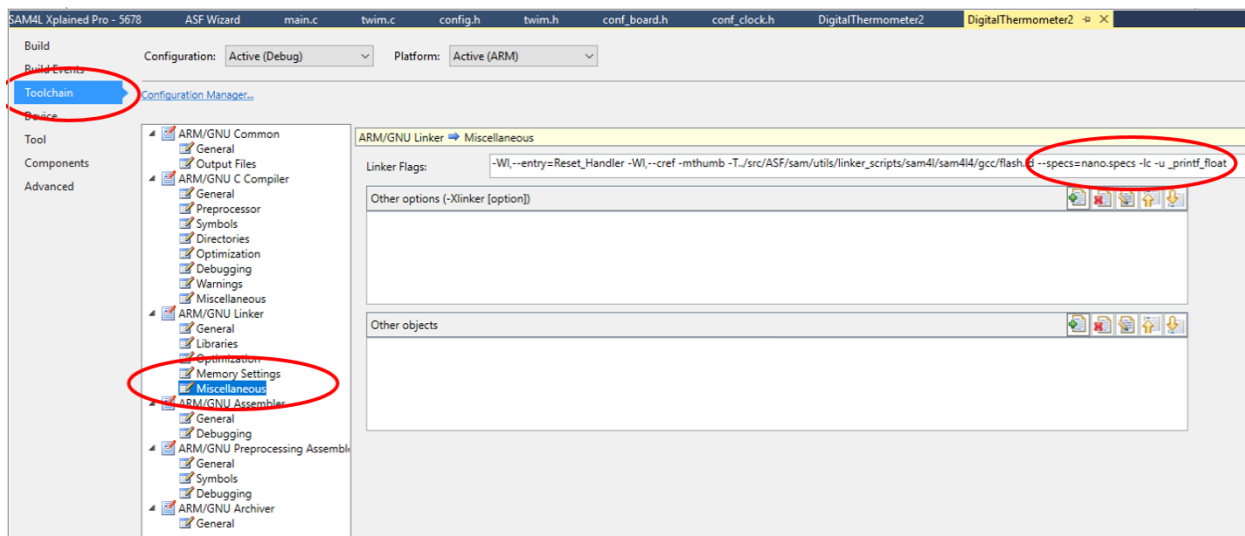 SAM4L Xplained Pro - 5678 ASF Wizard main.c twim.c config.h twim.h conf_board.h conf_clock.h DigitalThermometer2 DigitalThermometer2
Build
Build Events
Toolchain
Device
Tool
Components
Advanced
Configuration: Active (Debug) Platform: Active (ARM)
Configuration Manager...
ARM/GNU Common
General
Output Files
ARM/GNU C Compiler
General
Preprocessor
Symbols
Directories
Optimization
Debugging
Warnings
Miscellaneous
ARM/GNU Linker
General
Libraries
Optimization
Memory Settings
Miscellaneous
ARM/GNU Assembler
General
Debugging
ARM/GNU Preprocessing Assemble
General
Symbols
Debugging
ARM/GNU Archiver
General
ARM/GNU Linker ➡ Miscellaneous
Linker Flags: -Wl,--entry=Reset_Handler -Wl,--cref -mthumb -T../src/ASF/sam/utils/linker_scripts/sam4l/sam4l4/gcc/flash.ld --specs=nano.specs -lc -u _printf_float
Other options (-Xlinker [option])
Other objects